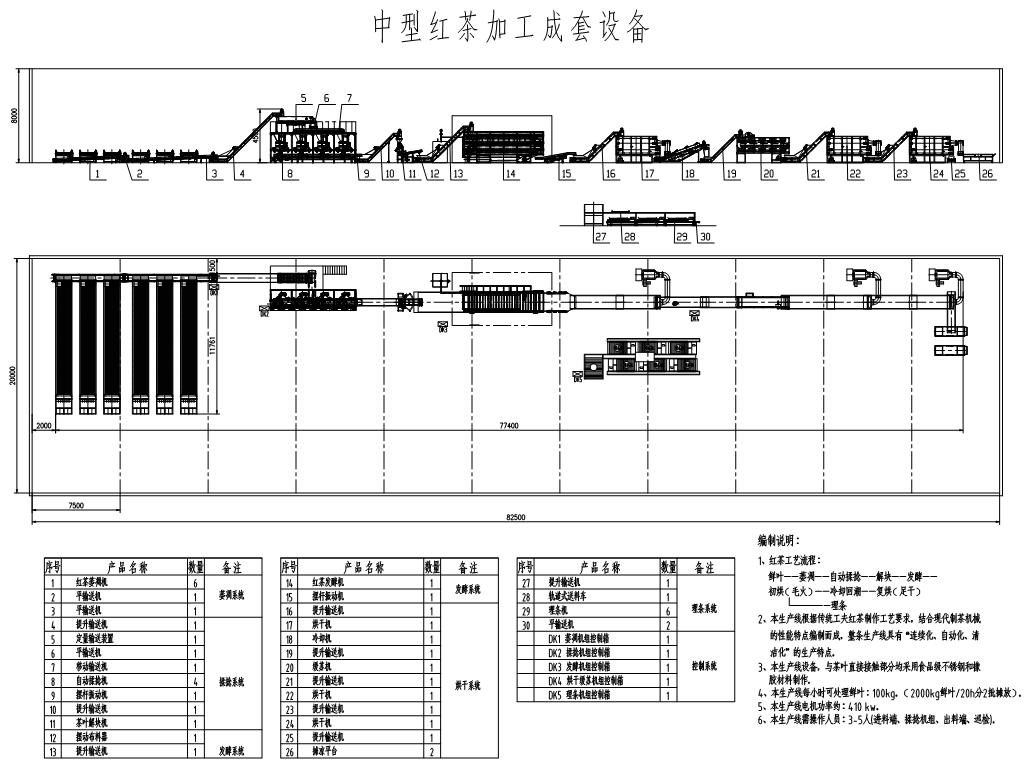 中型红茶加工成套设备
8000
4500
5 6 7
1 2 3 4 8 9 10 11 12 13 14 15 16 17 18 19 20 21 22 23 24 25 26
27 28 29 30
20000
1500
11761
DK1
DK2
DK3
DK4
DK5
2000
77400
7500
82500
序号 产品名称 数量 备注
1 红茶萎凋机 6
2 平输送机 1 萎凋系统
3 平输送机 1
4 提升输送机 1
5 定量输送装置 1
6 平输送机 1
7 移动输送机 1
8 自动揉捻机 4 揉捻系统
9 摆杆振动机 1
10 提升输送机 1
11 茶叶解块机 1
12 摆动布料器 1
13 提升输送机 1 发酵系统
序号 产品名称 数量 备注
14 红茶发酵机 1 发酵系统
15 摆杆振动机 1
16 提升输送机 1
17 烘干机 1
18 冷却机 1
19 提升输送机 1
20 缓苏机 1
21 提升输送机 1 烘干系统
22 烘干机 1
23 提升输送机 1
24 烘干机 1
25 提升输送机 1
26 摊凉平台 2
序号 产品名称 数量 备注
27 提升输送机 1
28 轨道式送料车 1
29 理条机 6 理条系统
30 平输送机 2
DK1 萎凋机组控制箱 1
DK2 揉捻机组控制箱 1
DK3 发酵机组控制箱 1 控制系统
DK4 烘干缓苏机组控制箱 1
DK5 理条机组控制箱 1
编制说明：
1、红茶工艺流程：
鲜叶——萎凋——自动揉捻——解块——发酵——
初烘（毛火）——冷却回潮——复烘（足干）
———理条
2、本生产线根据传统工夫红茶制作工艺要求，结合现代制茶机械
的性能特点编制而成，整条生产线具有“连续化、自动化、清
洁化”的生产特点。
3、本生产线设备，与茶叶直接接触部分均采用食品级不锈钢和橡
胶材料制作。
4、本生产线每小时可处理鲜叶：100kg。（2000kg鲜叶/20h分2批摊放）。
5、本生产线电机功率约：410 kw。
6、本生产线需操作人员：3-5人(进料端、揉捻机组、出料端、巡检)。